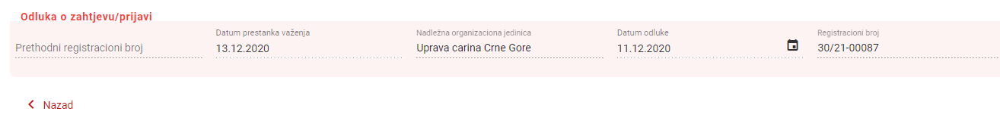 Odluka o zahtjevu/prijavi
Prethodni registracioni broj
Datum prestanka važenja
13.12.2020
Nadležna organizaciona jedinica
Uprava carina Crne Gore
Datum odluke
11.12.2020
Registracioni broj
30/21-00087
Nazad